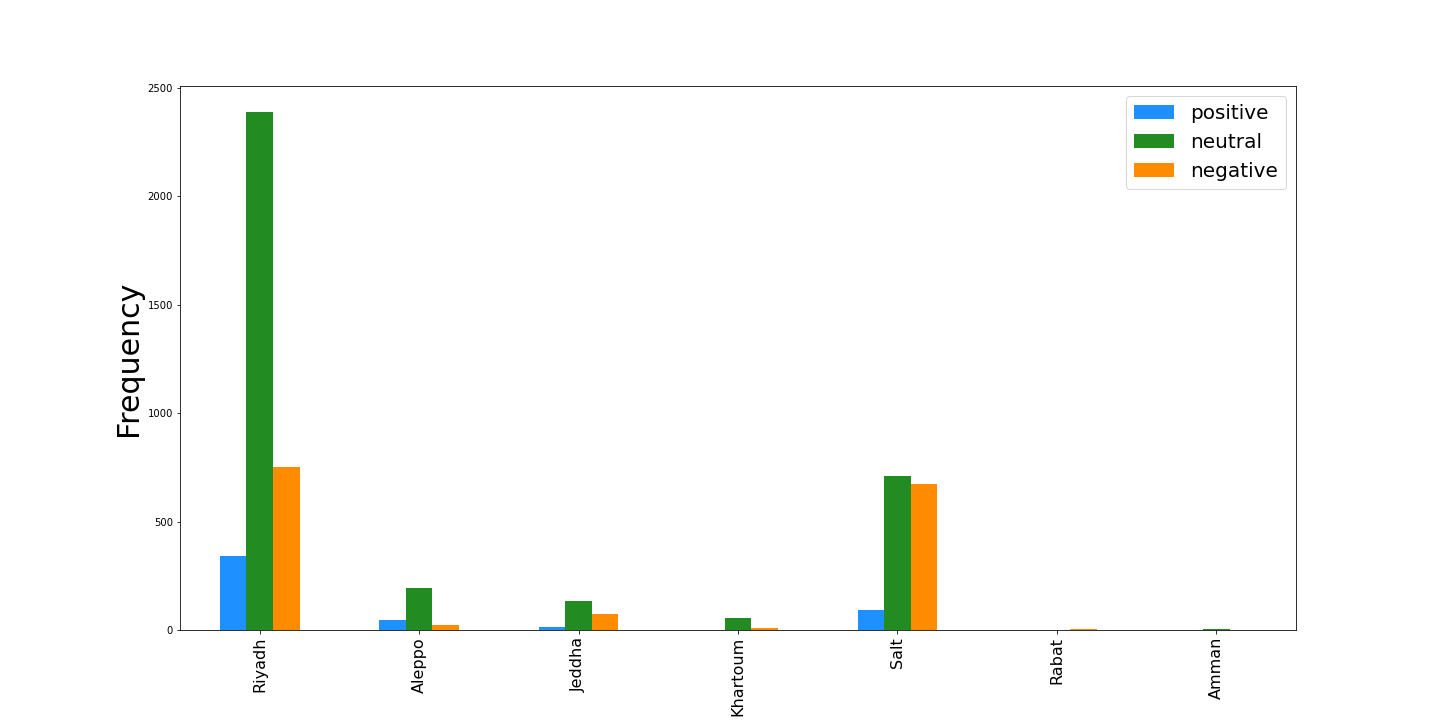 2500
2000
1500
1000
500
0
Frequency
positive
neutral
negative
Riyadh
Aleppo
Jeddha
Khartoum
Salt
Rabat
Amman